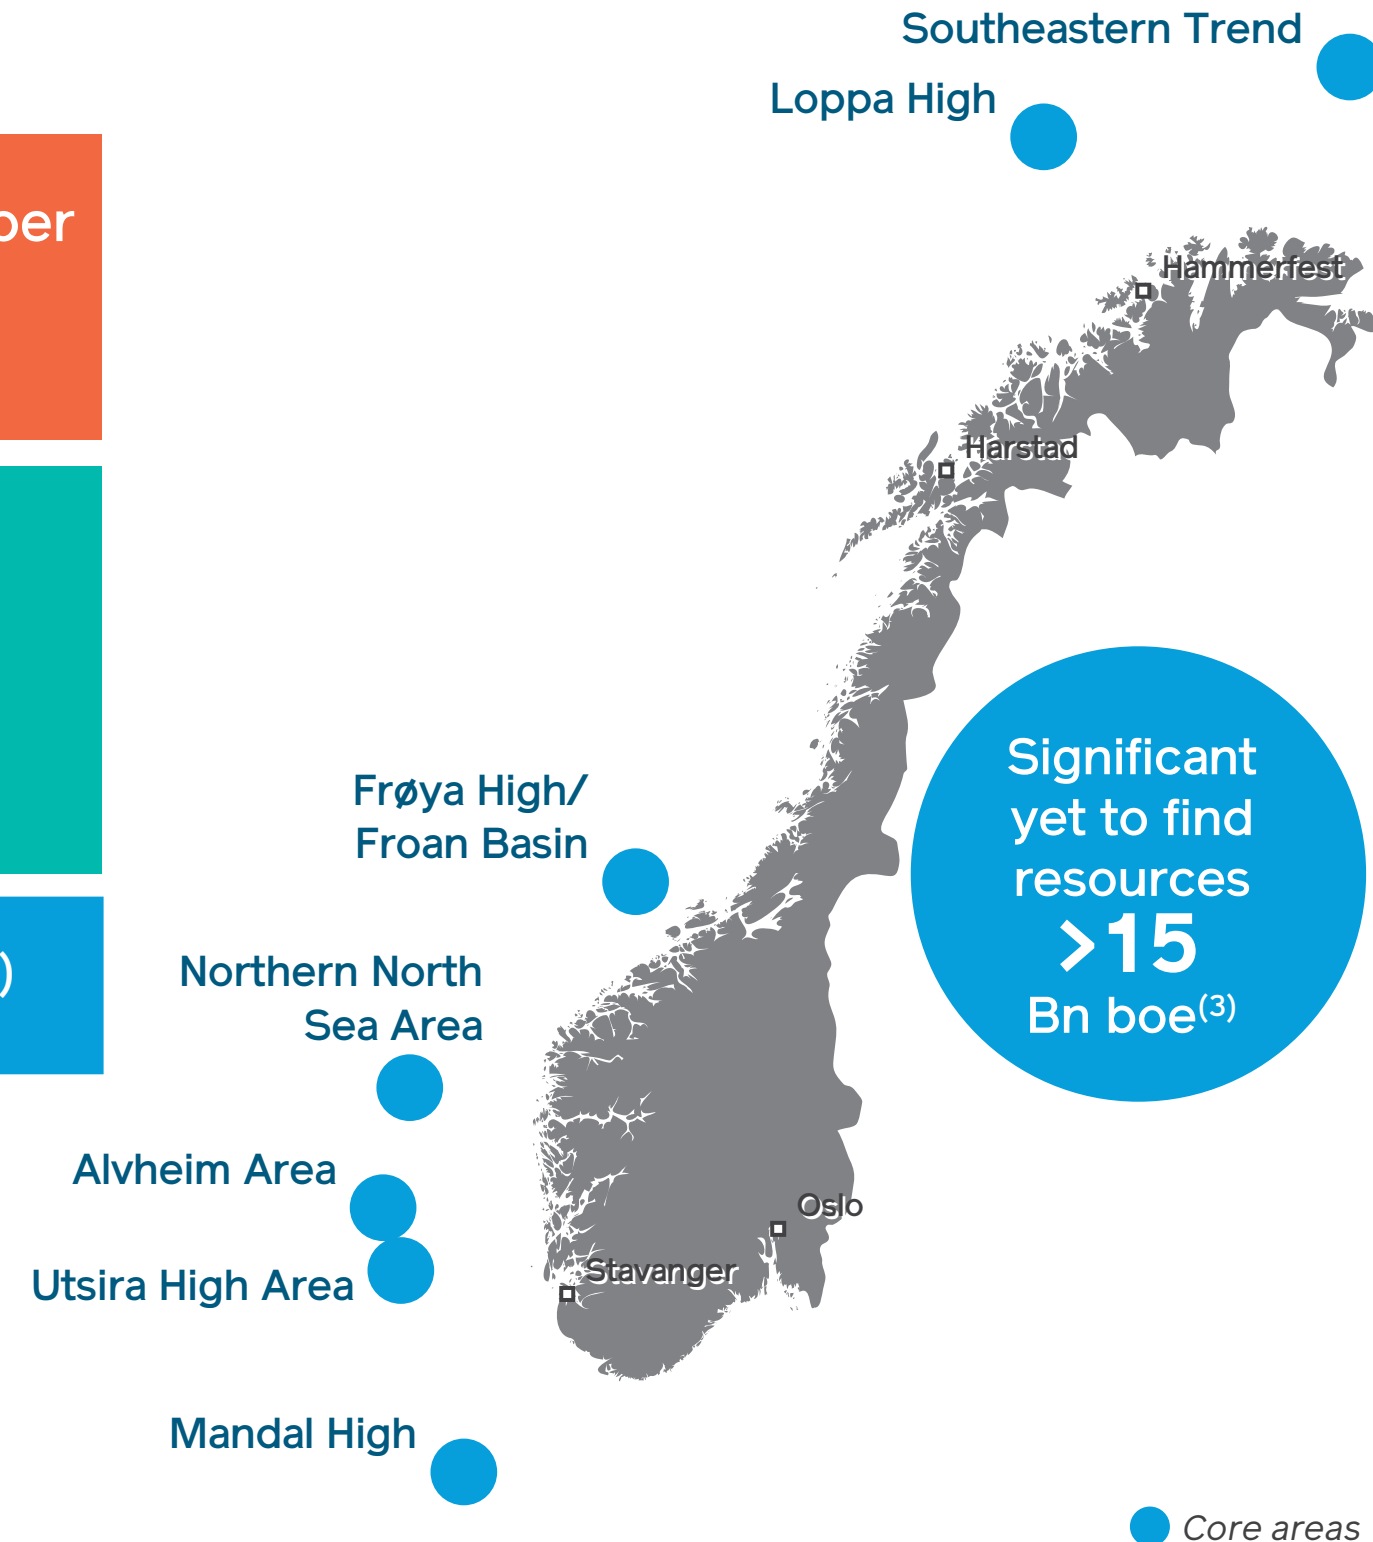 Southeastern Trend
Loppa High
per
Hammerfest
Harstad
Significant
yet to find
resources
>15
Bn boe(3)
Frøya High/
Froan Basin
)
Northern North
Sea Area
Alvheim Area
Oslo
Utsira High Area
Stavanger
Mandal High
Core areas